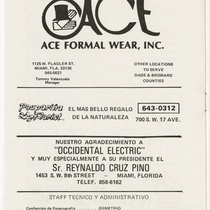 ACE
ACE FORMAL WEAR, INC.
1125 W. FLAGLER ST.
MIAMI, FLA. 33130
Tommy Valenzuela
Manager
OTHER LOCATIONS
TO SERVE
DADE & BROWARD
COUNTIES
EL MAS BELLO REGALO
DE LA NATURALEZA
643-0312
700 S.W. 17 AVE.
NUESTRO AGRADECIMIENTO A
"OCCIDENTAL ELECTRIC"
Y MUY ESPECIALMENTE A SU PRESIDENTE EL
Sr. REYNALDO CRUZ PINO
1453 S.W. 8th STREET - MIAMI, FLORIDA
TELEF. 858-6162
STAFF TECNICO Y ADMINISTRATIVO